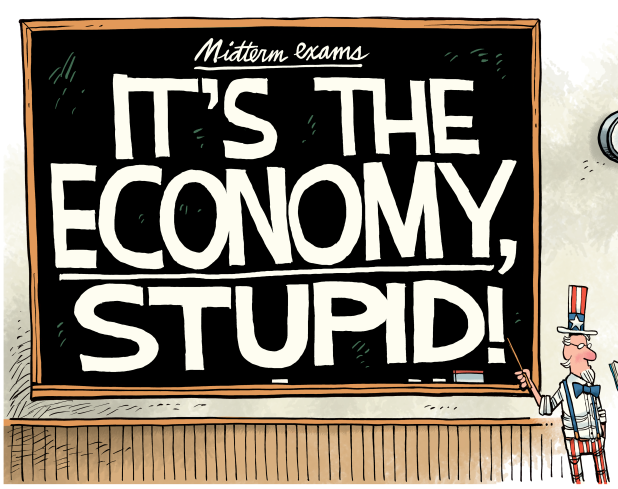 Midterm exams
IT'S THE
ECONOMY,
STUPID!